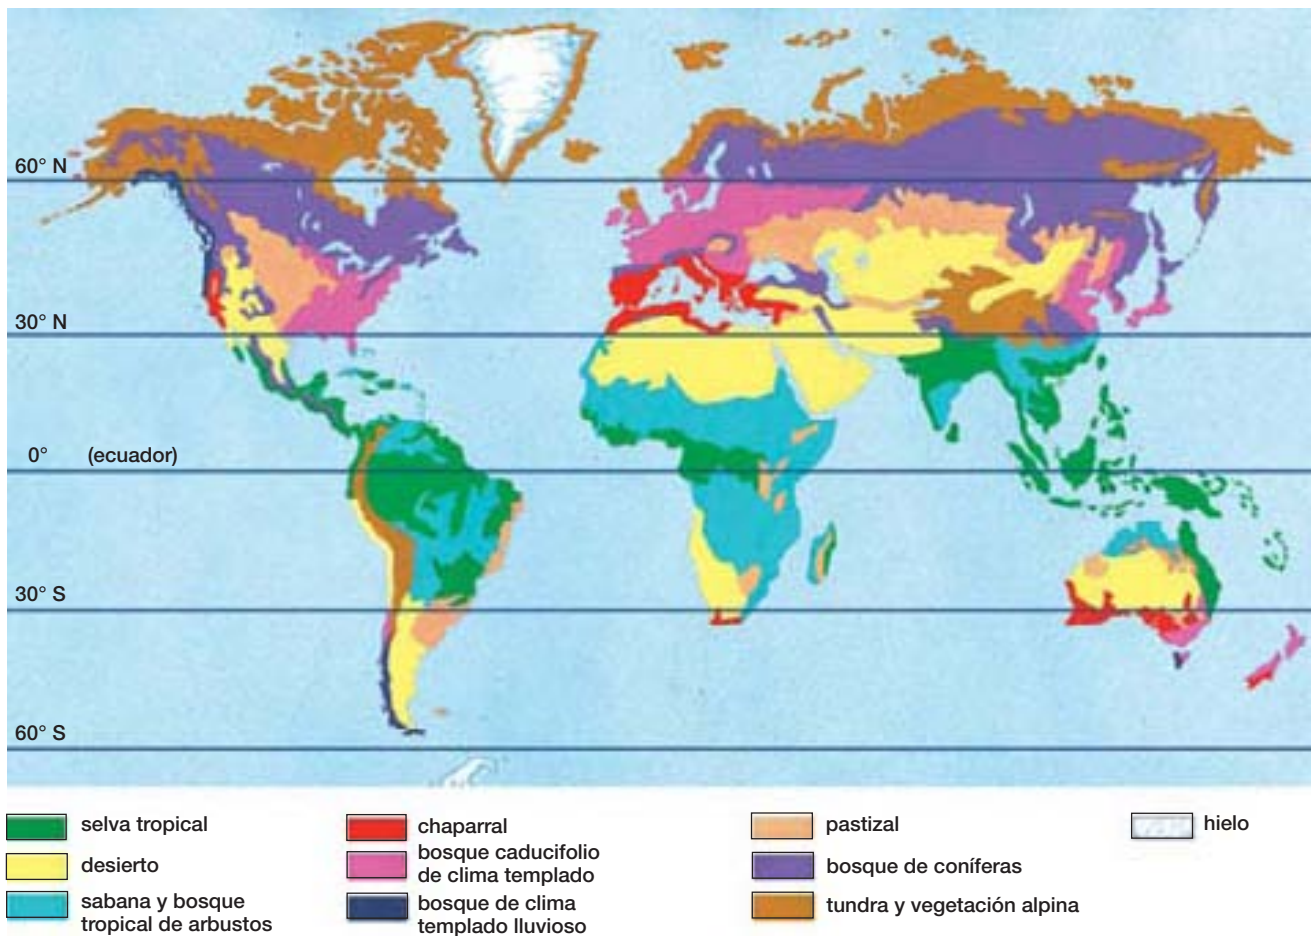 60° N
30° N
0° (ecuador)
30° S
60° S
selva tropical
desierto
sabana y bosque
tropical de arbustos
chaparral
bosque caducifolio
de clima templado
bosque de clima
templado lluvioso
pastizal
bosque de coníferas
tundra y vegetación alpina
hielo